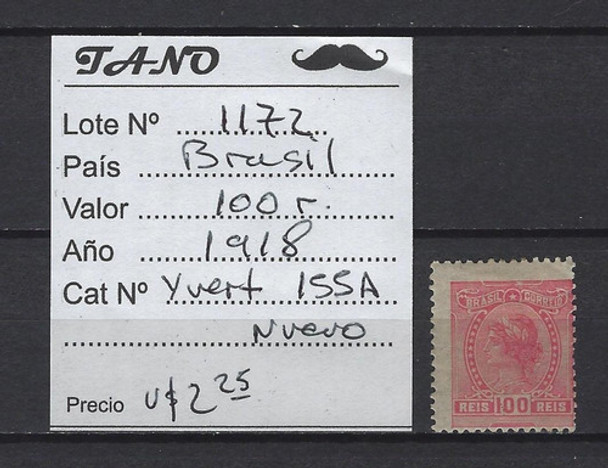 TANO
Lote Nº 1172
País Brasil
Valor 100 r.
Año 1918
Cat Nº Yvert 155A
Nuevo
Precio U$ 2 25
BRASIL CORREIO
REIS 100 REIS